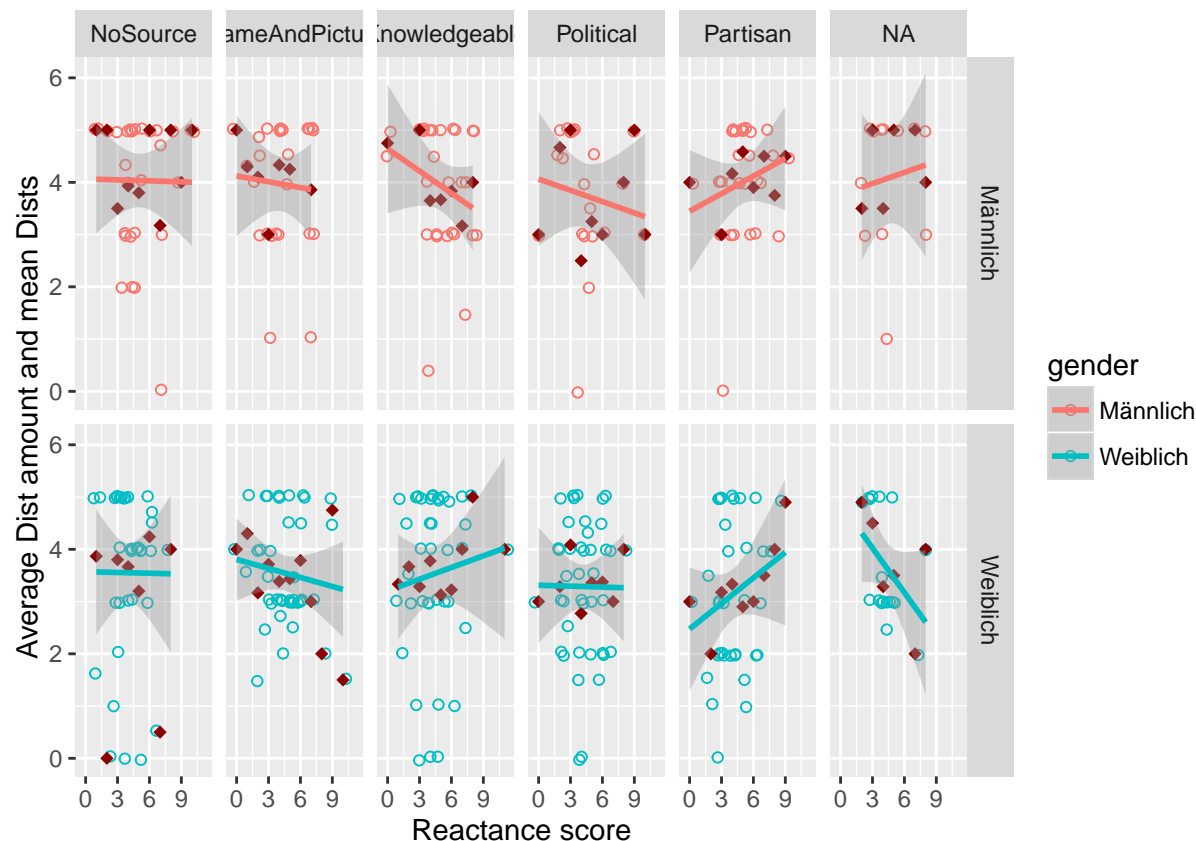 NoSource ameAndPictu Knowledgeabl Political Partisan NA
6
4
2
0
Männlich
6
4
2
0
Weiblich
0 3 6 9 0 3 6 9 0 3 6 9 0 3 6 9 0 3 6 9 0 3 6 9
Reactance score
Average Dist amount and mean Dists
gender
Männlich
Weiblich